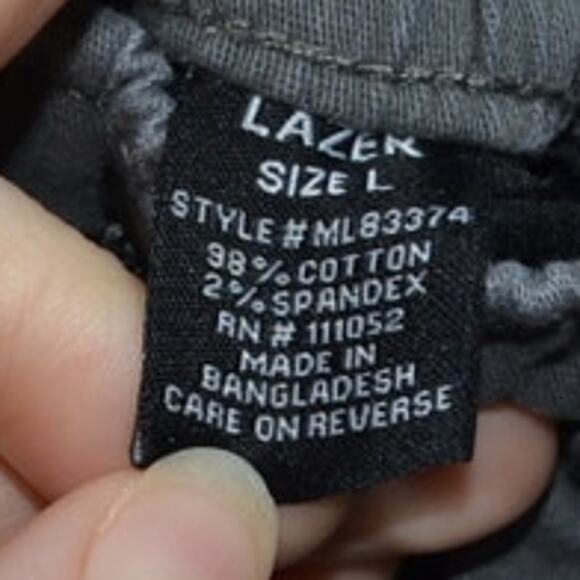 LAZER
SIZE L
STYLE # ML83374
98% COTTON
2% SPANDEX
RN # 111052
MADE IN
BANGLADESH
CARE ON REVERSE